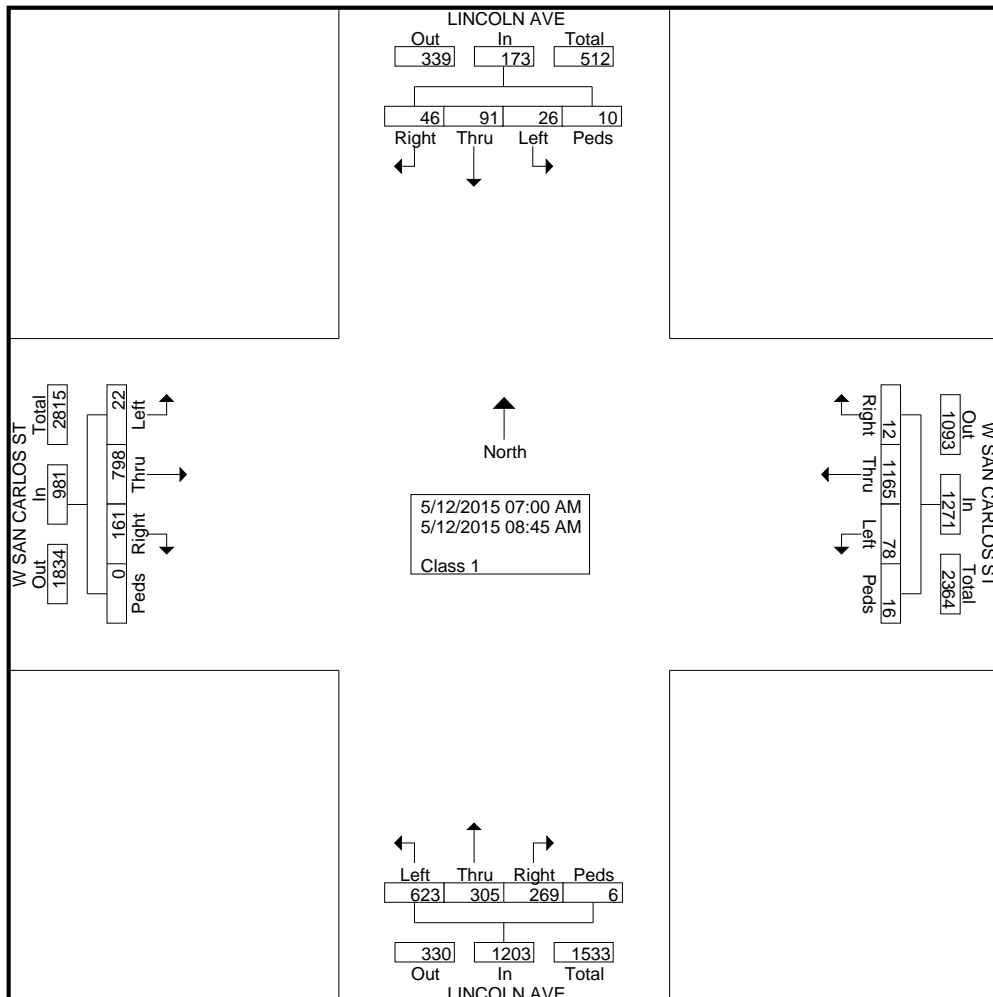 LINCOLN AVE
Out In Total
339 173 512
46 91 26 10
Right Thru Left Peds
W SAN CARLOS ST
Total In Out
2815 981 1834
22 798 161 0
Left Thru Right Peds
North
5/12/2015 07:00 AM
5/12/2015 08:45 AM
Class 1
Right Thru Left Peds
12 1165 78 16
1093 1271 2364
Out In Total
W SAN CARLOS ST
Left Thru Right Peds
623 305 269 6
330 1203 1533
Out In Total
LINCOLN AVE